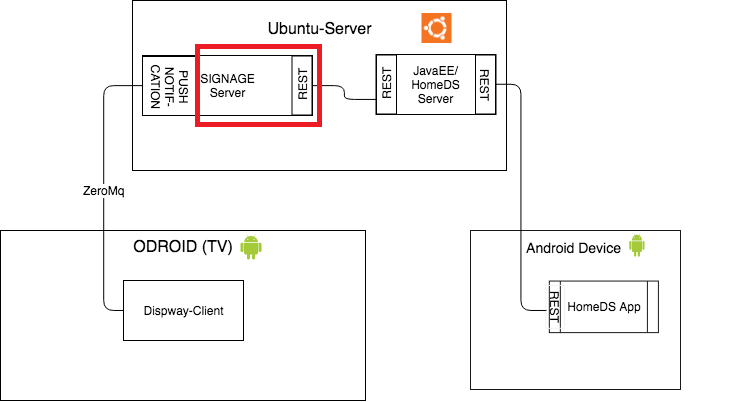 Ubuntu-Server
PUSH
NOTIF-
CATION
SIGNAGE
Server
REST
REST
JavaEE/
HomeDS
Server
REST
ZeroMq
ODROID (TV)
Android Device
Dispway-Client
REST
HomeDS App